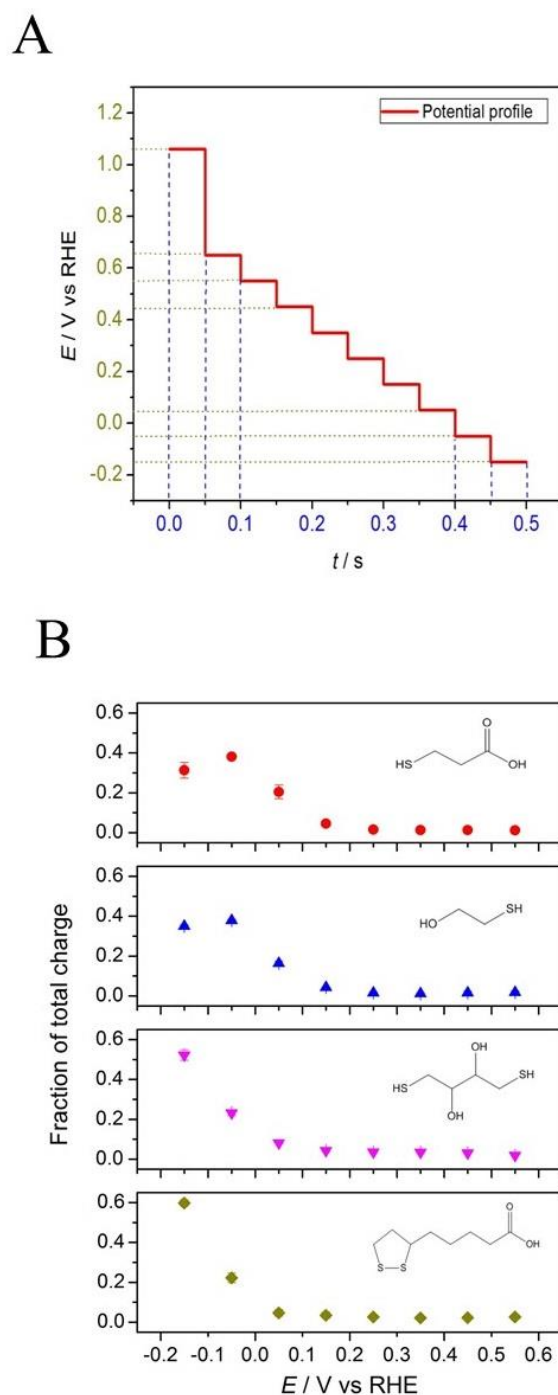 A
Potential profile
1.2
1.0
0.8
0.6
0.4
0.2
0.0
-0.2
E / V vs RHE
0.0 0.1 0.2 0.3 0.4 0.5
t / s
B
0.6
0.4
0.2
0.0
HS
O
OH
0.6
0.4
0.2
0.0
HO
SH
0.6
0.4
0.2
0.0
OH
HS
SH
OH
0.6
0.4
0.2
0.0
O
OH
S S
Fraction of total charge
-0.2 -0.1 0.0 0.1 0.2 0.3 0.4 0.5 0.6
E / V vs RHE